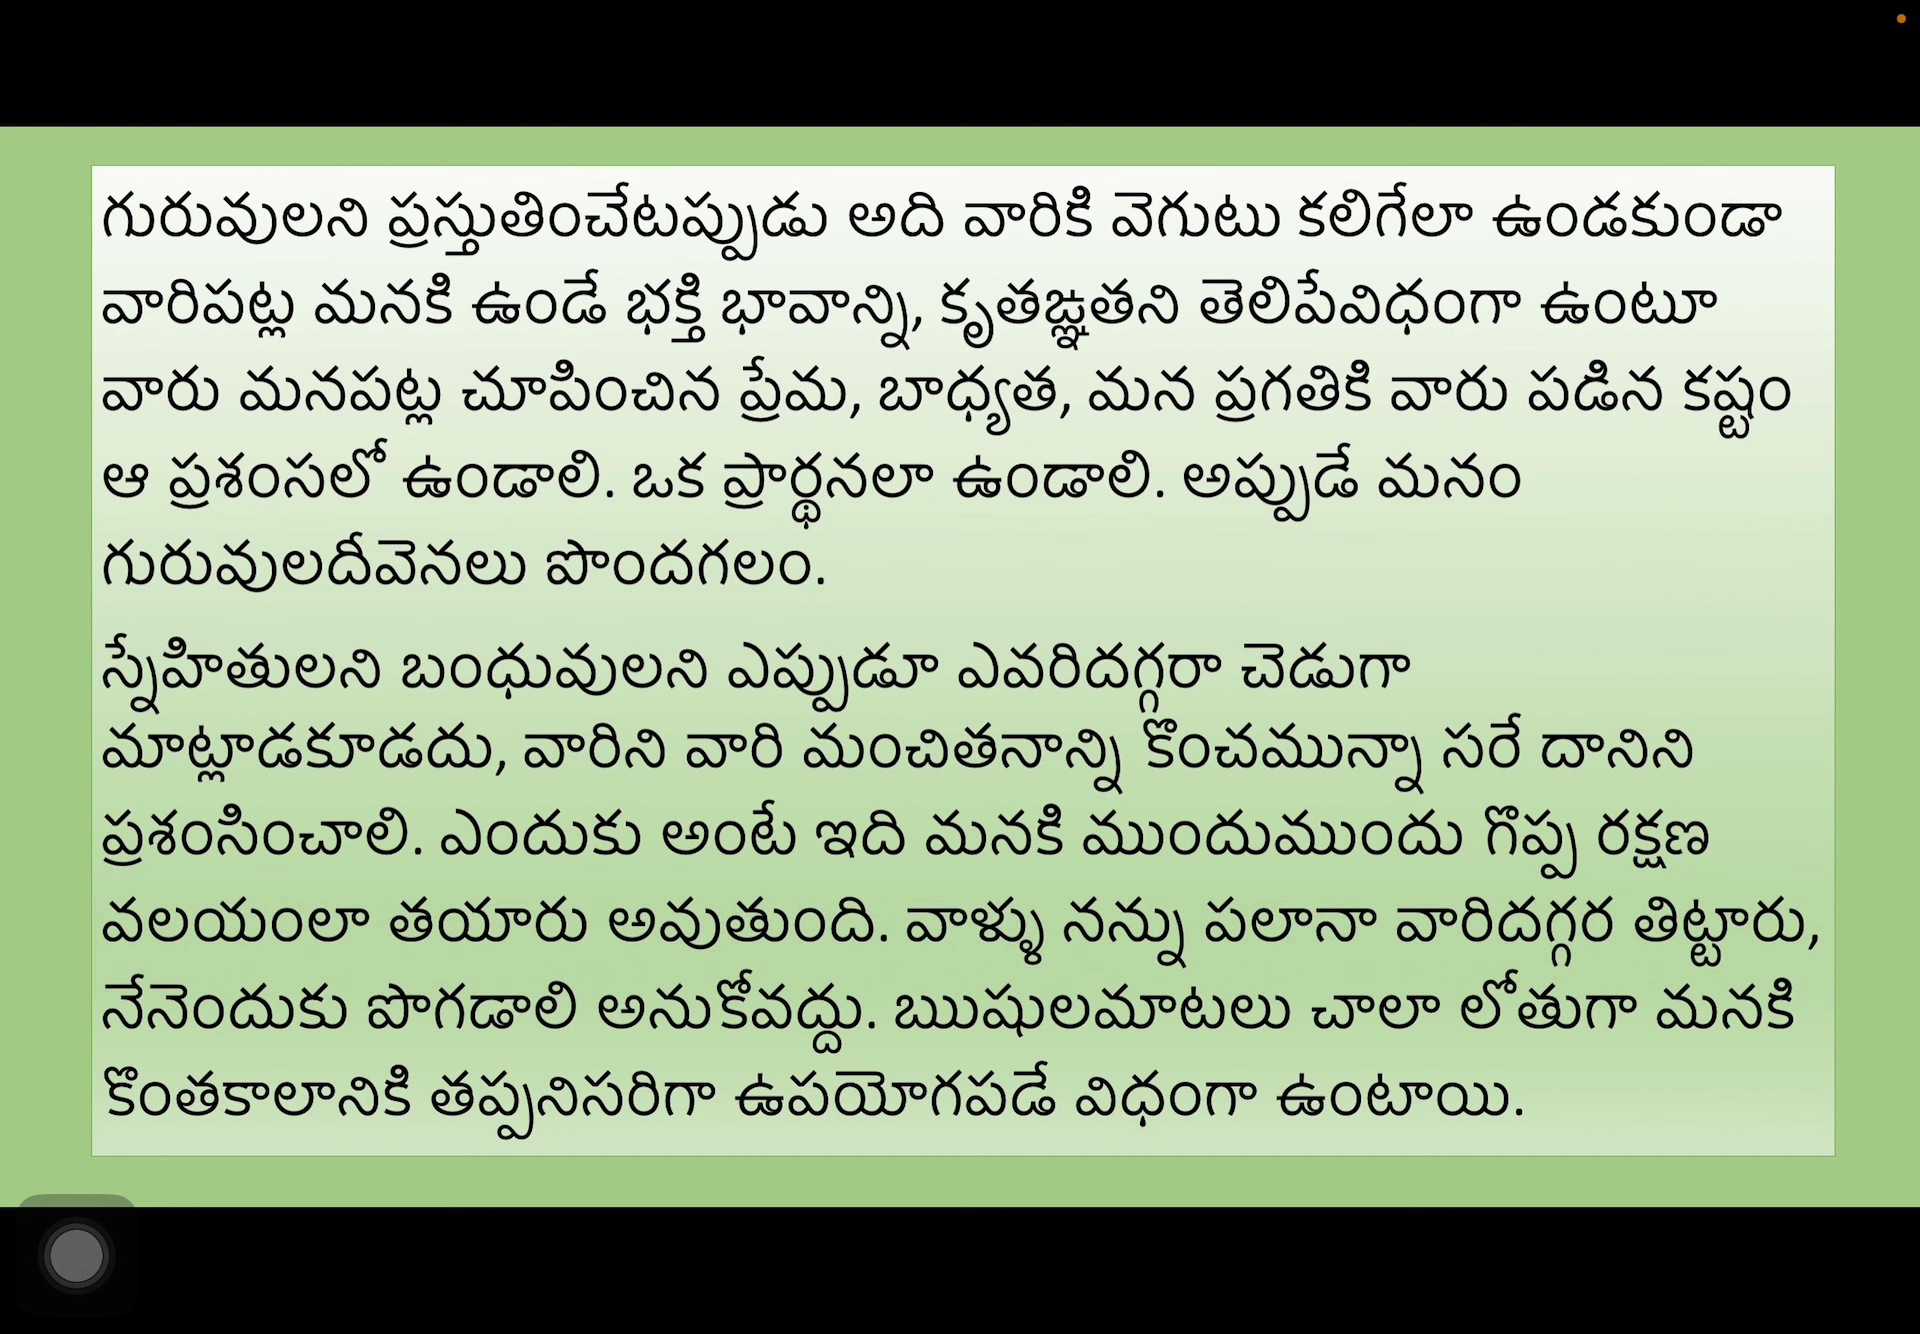 గురువులని ప్రస్తుతించేటప్పుడు అది వారికి వెగుటు కలిగేలా ఉండకుండా
వారిపట్ల మనకి ఉండే భక్తి భావాన్ని, కృతఙ్ఞతని తెలిపేవిధంగా ఉంటూ
వారు మనపట్ల చూపించిన ప్రేమ, బాధ్యత, మన ప్రగతికి వారు పడిన కష్టం
ఆ ప్రశంసలో ఉండాలి. ఒక ప్రార్థనలా ఉండాలి. అప్పుడే మనం
గురువులదీవెనలు పొందగలం.
స్నేహితులని బంధువులని ఎప్పుడూ ఎవరిదగ్గరా చెడుగా
మాట్లాడకూడదు, వారిని వారి మంచితనాన్ని కొంచమున్నా సరే దానిని
ప్రశంసించాలి. ఎందుకు అంటే ఇది మనకి ముందుముందు గొప్ప రక్షణ
వలయంలా తయారు అవుతుంది. వాళ్ళు నన్ను పలానా వారిదగ్గర తిట్టారు,
నేనెందుకు పొగడాలి అనుకోవద్దు. ఋషులమాటలు చాలా లోతుగా మనకి
కొంతకాలానికి తప్పనిసరిగా ఉపయోగపడే విధంగా ఉంటాయి.